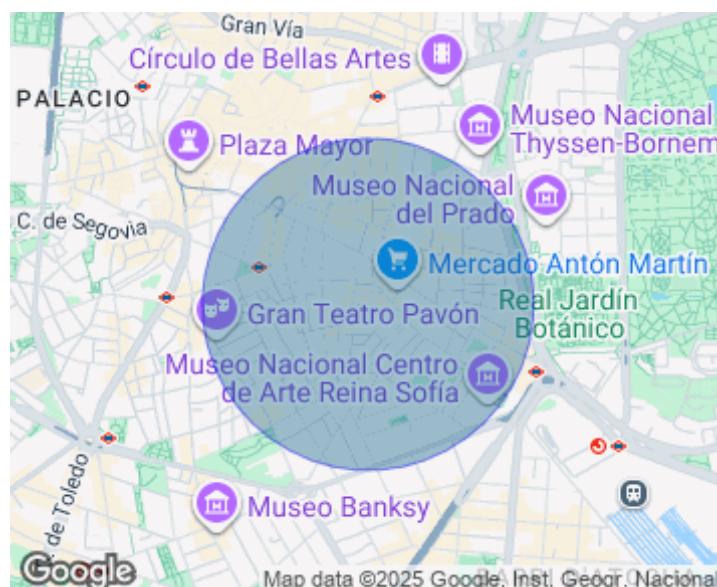 Gran Vía
Círculo de Bellas Artes
PALACIO
Museo Nacional
Thyssen-Bornem
Plaza Mayor
Museo Nacional
del Prado
C. de Segovia
Mercado Antón Martín
Real Jardín
Botánico
Gran Teatro Pavón
Museo Nacional Centro
de Arte Reina Sofía
de Toledo
Museo Banksy
Google
Map data ©2025 Google, Inst. Geogr. Nacional